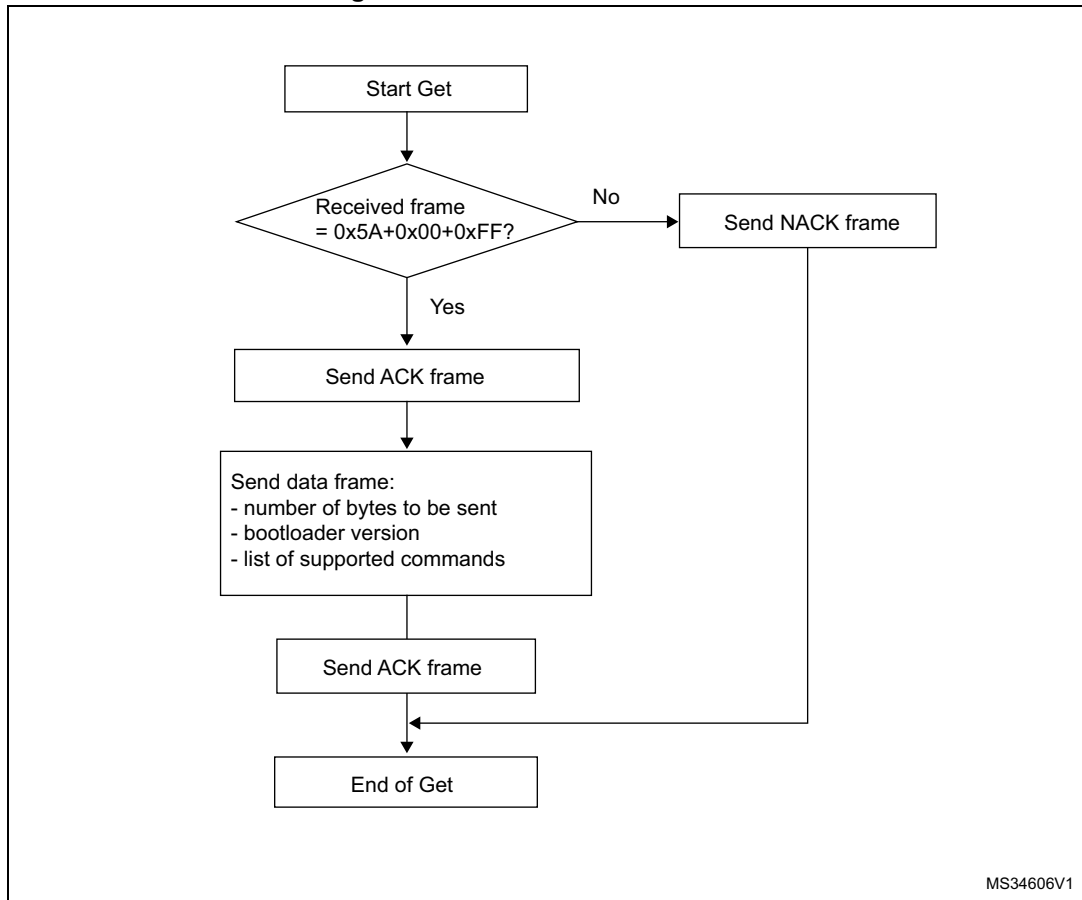 Start Get
Received frame
= 0x5A+0x00+0xFF?
No
Send NACK frame
Yes
Send ACK frame
Send data frame:
- number of bytes to be sent
- bootloader version
- list of supported commands
Send ACK frame
End of Get
MS34606V1